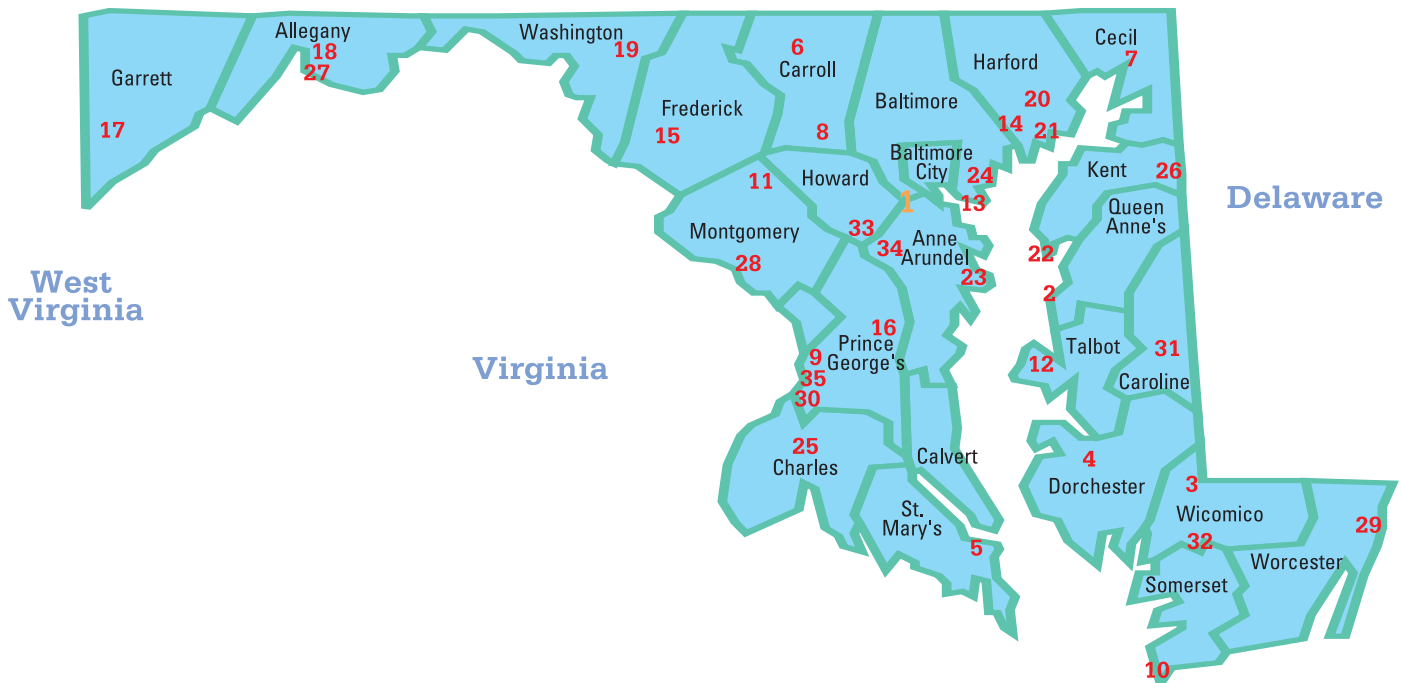 Allegany
18
27
Washington
19
Garrett
17
6
Carroll
8
Frederick
15
Baltimore
Harford
20
14
21
Cecil
7
Baltimore
City
24
13
Kent
26
Queen
Anne's
22
2
Delaware
11
Howard
33
1
34
Anne
Arundel
23
Montgomery
28
West
Virginia
Virginia
16
Prince
George's
9
35
30
Talbot
12
31
Caroline
25
Charles
Calvert
4
Dorchester
3
Wicomico
32
29
St.
Mary's
5
Worcester
Somerset
10